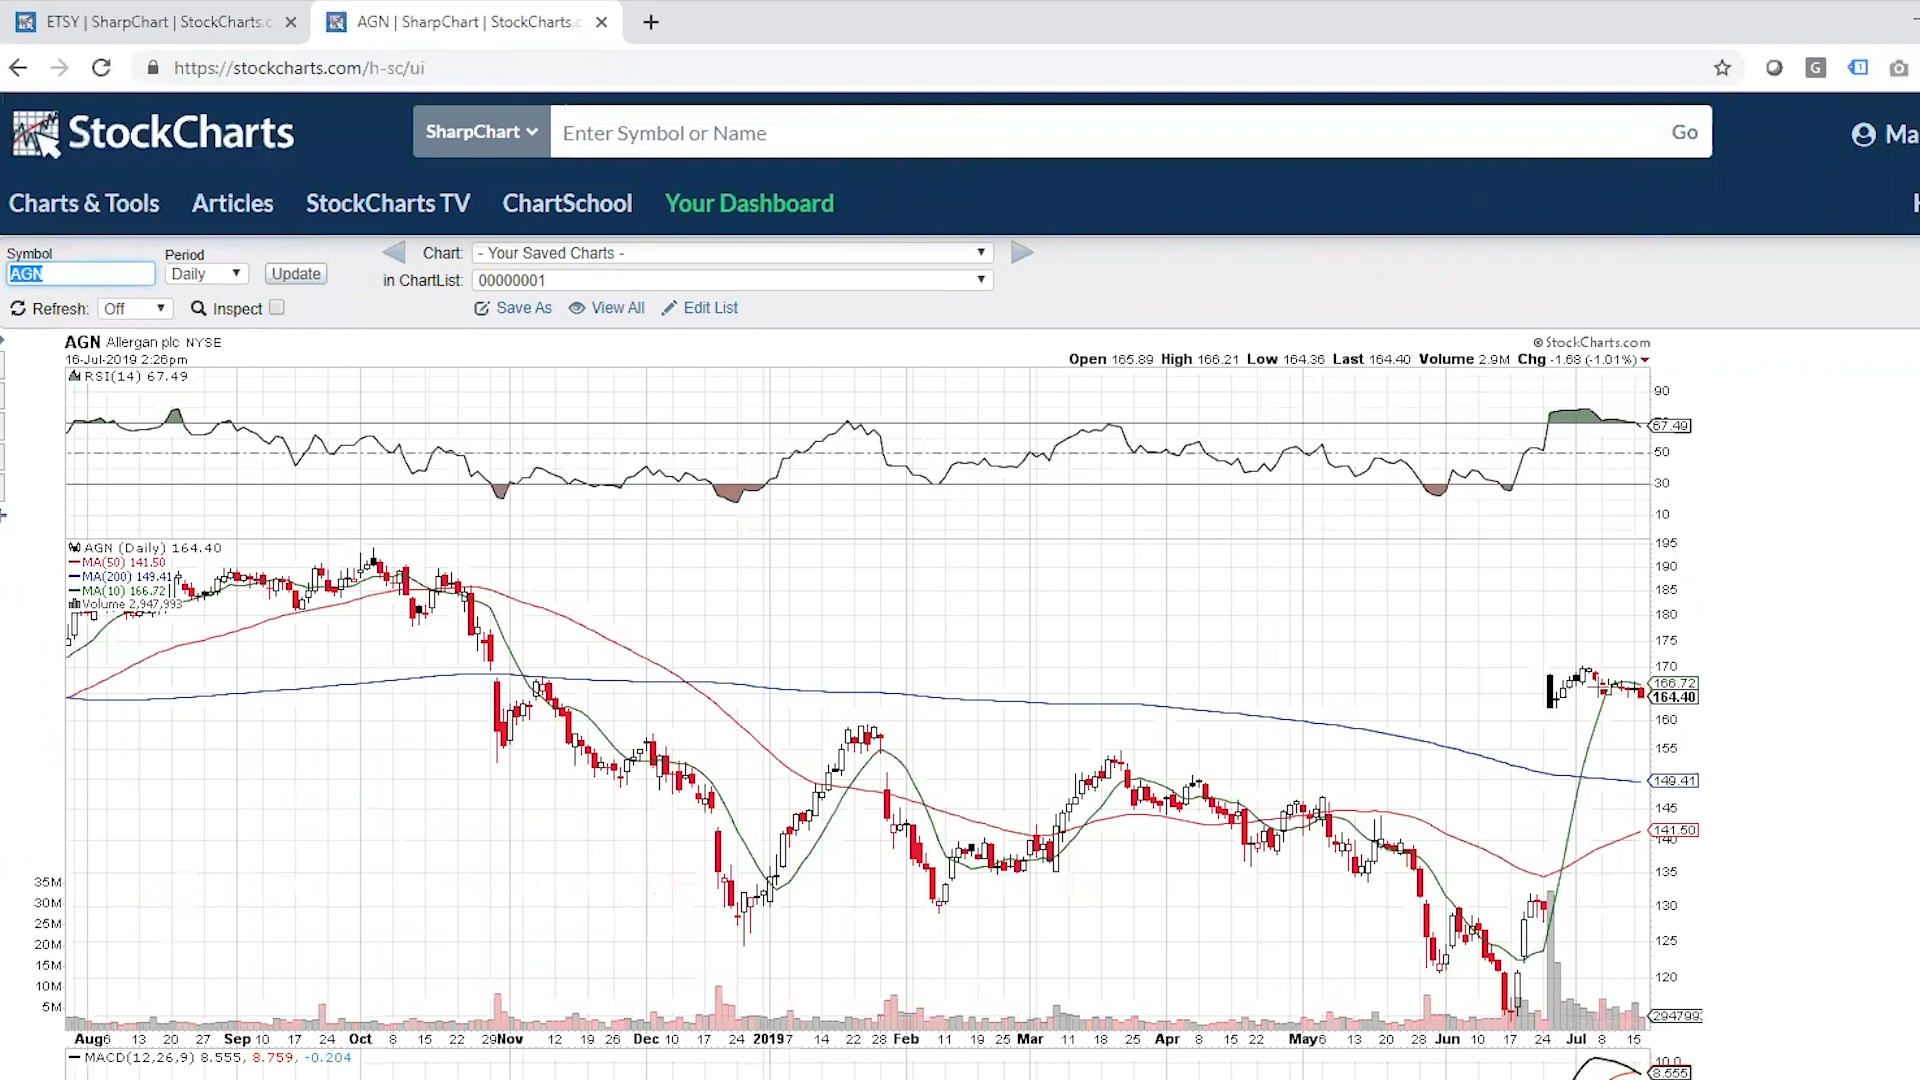 ETSY | SharpChart | StockCharts.c
AGN | SharpChart | StockCharts.c
https://stockcharts.com/h-sc/ui
G
StockCharts
SharpChart
Enter Symbol or Name
Go
Ma
Charts & Tools
Articles
StockCharts TV
ChartSchool
Your Dashboard
H
Symbol
Period
AGN
Daily
Update
Chart:
- Your Saved Charts -
in ChartList:
00000001
Refresh:
Off
Inspect
Save As
View All
Edit List
AGN Allergan plc NYSE
© StockCharts.com
16-Jul-2019 2:26pm
Open 165.89 High 166.21 Low 164.36 Last 164.40 Volume 2.9M Chg -1.68 (-1.01%)
RSI(14) 67.49
90
67.49
50
30
10
AGN (Daily) 164.40
MA(50) 141.50
MA(200) 149.41
MA(10) 166.72
Volume 2,947,993
195
190
185
180
175
170
166.72
164.40
160
155
149.41
145
141.50
140
135
130
125
120
2947993
35M
30M
25M
20M
15M
10M
5M
Aug 6 13 20 27 Sep 10 17 24 Oct 8 15 22 29 Nov 12 19 26 Dec 10 17 24 2019 7 14 22 28 Feb 11 19 25 Mar 11 18 25 Apr 8 15 22 May 6 13 20 28 Jun 10 17 24 Jul 8 15
MACD(12,26,9) 8.555, 8.759, -0.204
10.0
8.555